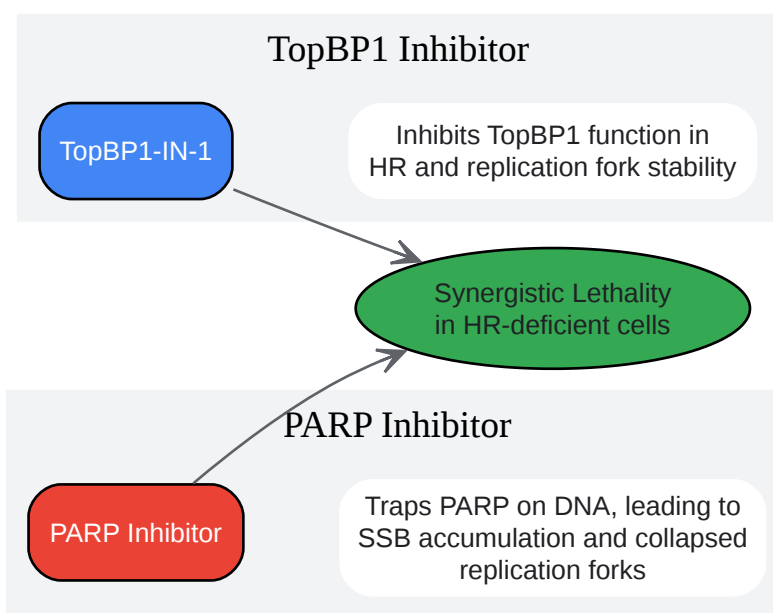 TopBP1 Inhibitor
TopBP1-IN-1
Inhibits TopBP1 function in
HR and replication fork stability
Synergistic Lethality
in HR-deficient cells
PARP Inhibitor
PARP Inhibitor
Traps PARP on DNA, leading to
SSB accumulation and collapsed
replication forks